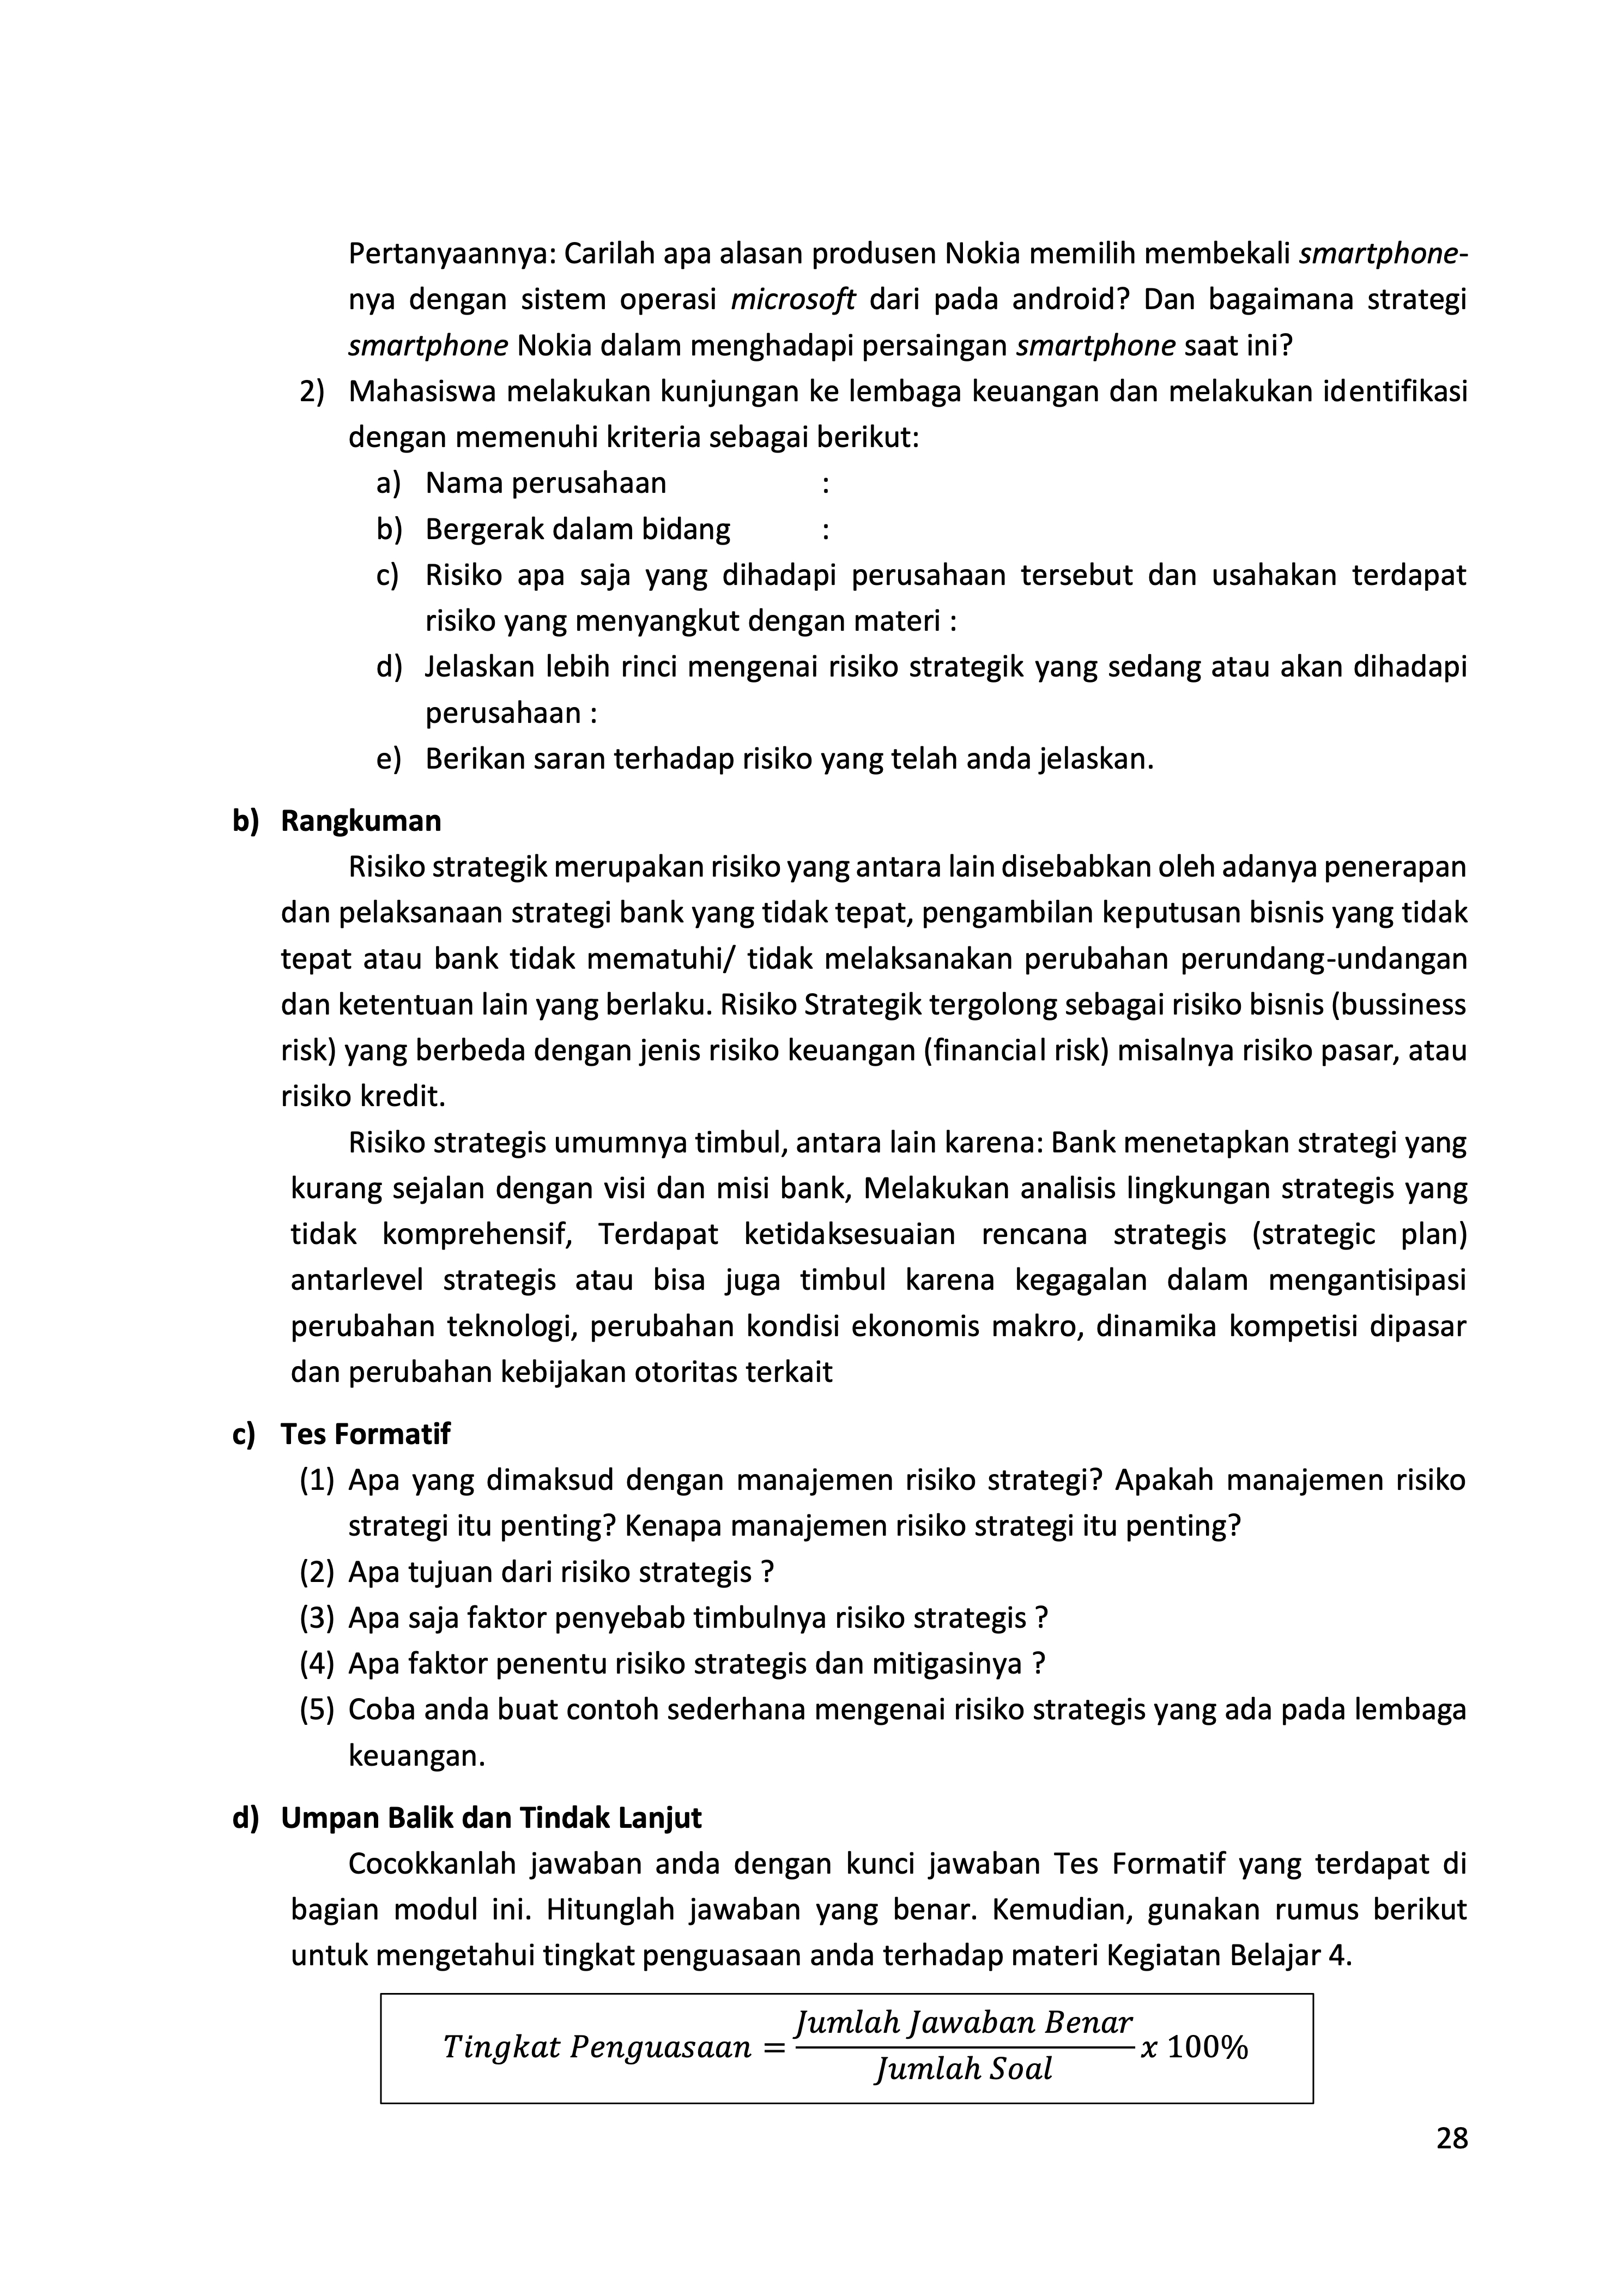 Pertanyaannya: Carilah apa alasan produsen Nokia memilih membekali smartphone-
nya dengan sistem operasi microsoft dari pada android? Dan bagaimana strategi
smartphone Nokia dalam menghadapi persaingan smartphone saat ini?
2) Mahasiswa melakukan kunjungan ke lembaga keuangan dan melakukan identifikasi
dengan memenuhi kriteria sebagai berikut:
a) Nama perusahaan :
b) Bergerak dalam bidang :
c) Risiko apa saja yang dihadapi perusahaan tersebut dan usahakan terdapat
risiko yang menyangkut dengan materi :
d) Jelaskan lebih rinci mengenai risiko strategik yang sedang atau akan dihadapi
perusahaan :
e) Berikan saran terhadap risiko yang telah anda jelaskan.
b) Rangkuman
Risiko strategik merupakan risiko yang antara lain disebabkan oleh adanya penerapan
dan pelaksanaan strategi bank yang tidak tepat, pengambilan keputusan bisnis yang tidak
tepat atau bank tidak mematuhi/ tidak melaksanakan perubahan perundang-undangan
dan ketentuan lain yang berlaku. Risiko Strategik tergolong sebagai risiko bisnis (bussiness
risk) yang berbeda dengan jenis risiko keuangan (financial risk) misalnya risiko pasar, atau
risiko kredit.
Risiko strategis umumnya timbul, antara lain karena: Bank menetapkan strategi yang
kurang sejalan dengan visi dan misi bank, Melakukan analisis lingkungan strategis yang
tidak komprehensif, Terdapat ketidaksesuaian rencana strategis (strategic plan)
antarlevel strategis atau bisa juga timbul karena kegagalan dalam mengantisipasi
perubahan teknologi, perubahan kondisi ekonomis makro, dinamika kompetisi dipasar
dan perubahan kebijakan otoritas terkait
c) Tes Formatif
(1) Apa yang dimaksud dengan manajemen risiko strategi? Apakah manajemen risiko
strategi itu penting? Kenapa manajemen risiko strategi itu penting?
(2) Apa tujuan dari risiko strategis ?
(3) Apa saja faktor penyebab timbulnya risiko strategis ?
(4) Apa faktor penentu risiko strategis dan mitigasinya ?
(5) Coba anda buat contoh sederhana mengenai risiko strategis yang ada pada lembaga
keuangan.
d) Umpan Balik dan Tindak Lanjut
Cocokkanlah jawaban anda dengan kunci jawaban Tes Formatif yang terdapat di
bagian modul ini. Hitunglah jawaban yang benar. Kemudian, gunakan rumus berikut
untuk mengetahui tingkat penguasaan anda terhadap materi Kegiatan Belajar 4.
Jumlah Jawaban Benar
Tingkat Penguasaan = x 100%
Jumlah Soal
28